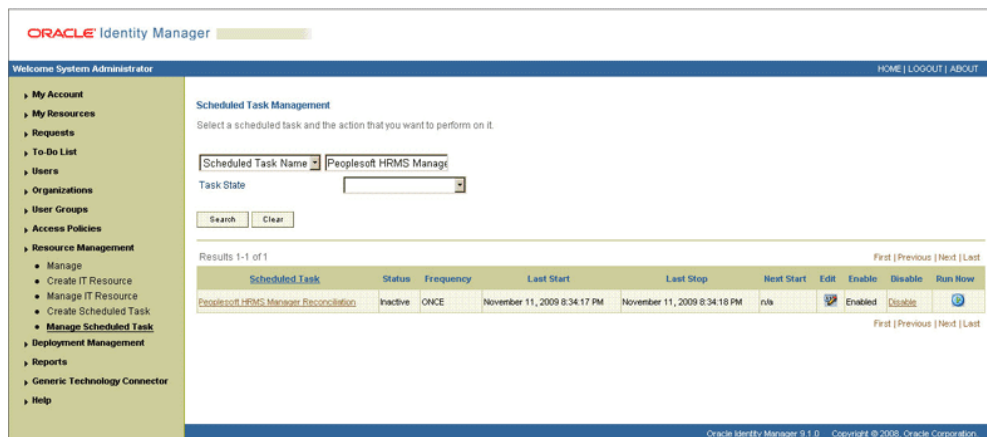 ORACLE Identity Manager
Welcome System Administrator
HOME | LOGOUT | ABOUT
My Account
My Resources
Requests
To-Do List
Users
Organizations
User Groups
Access Policies
Resource Management
Manage
Create IT Resource
Manage IT Resource
Create Scheduled Task
Manage Scheduled Task
Deployment Management
Reports
Generic Technology Connector
Help
Scheduled Task Management
Select a scheduled task and the action that you want to perform on it.
Scheduled Task Name Peoplesoft HRMS Manage
Task State
Search Clear
Results 1-1 of 1 First | Previous | Next | Last
Scheduled Task Status Frequency Last Start Last Stop Next Start Edit Enable Disable Run Now
Peoplesoft HRMS Manager Reconciliation Inactive ONCE November 11, 2009 8:34:17 PM November 11, 2009 8:34:18 PM n/a Enabled Disable
First | Previous | Next | Last
Oracle Identity Manager 9.1.0 Copyright © 2008, Oracle Corporation.